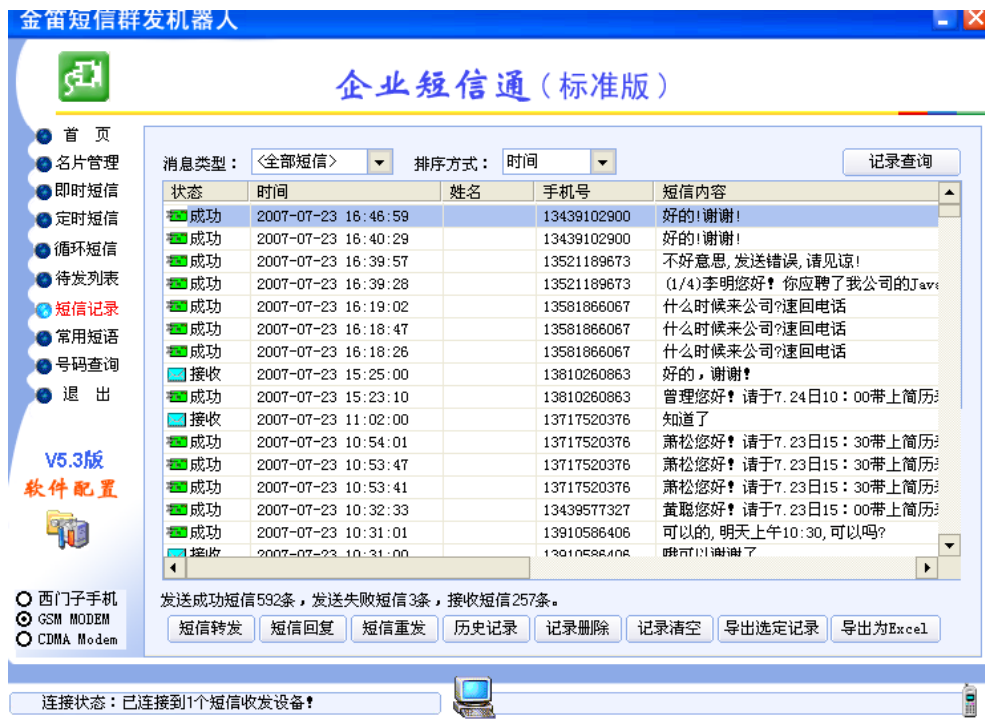 金笛短信群发机器人
企业短信通（标准版）
首 页
名片管理
即时短信
定时短信
循环短信
待发列表
短信记录
常用短语
号码查询
退 出
V5.3版
软件配置
西门子手机
GSM MODEM
CDMA Modem
消息类型： <全部短信> 排序方式： 时间 记录查询
状态 时间 姓名 手机号 短信内容
成功 2007-07-23 16:46:59 13439102900 好的!谢谢!
成功 2007-07-23 16:40:29 13439102900 好的!谢谢!
成功 2007-07-23 16:39:57 13521189673 不好意思,发送错误,请见谅!
成功 2007-07-23 16:39:28 13521189673 (1/4)李明您好！你应聘了我公司的Java
成功 2007-07-23 16:19:02 13581866067 什么时候来公司?速回电话
成功 2007-07-23 16:18:47 13581866067 什么时候来公司?速回电话
成功 2007-07-23 16:18:26 13581866067 什么时候来公司?速回电话
接收 2007-07-23 15:25:00 13810260863 好的，谢谢！
成功 2007-07-23 15:23:10 13810260863 曾理您好！请于7.24日10：00带上简历
接收 2007-07-23 11:02:00 13717520376 知道了
成功 2007-07-23 10:54:01 13717520376 萧松您好！请于7.23日15：30带上简历
成功 2007-07-23 10:53:47 13717520376 萧松您好！请于7.23日15：30带上简历
成功 2007-07-23 10:53:41 13717520376 萧松您好！请于7.23日15：30带上简历
成功 2007-07-23 10:32:33 13439577327 黄聪您好！请于7.23日15：00带上简历
成功 2007-07-23 10:31:01 13910586406 可以的,明天上午10:30,可以吗?
接收 2007-07-23 10:31:00 13910586406 哦可以谢谢了
发送成功短信592条，发送失败短信3条，接收短信257条。
短信转发 短信回复 短信重发 历史记录 记录删除 记录清空 导出选定记录 导出为Excel
连接状态：已连接到1个短信收发设备！